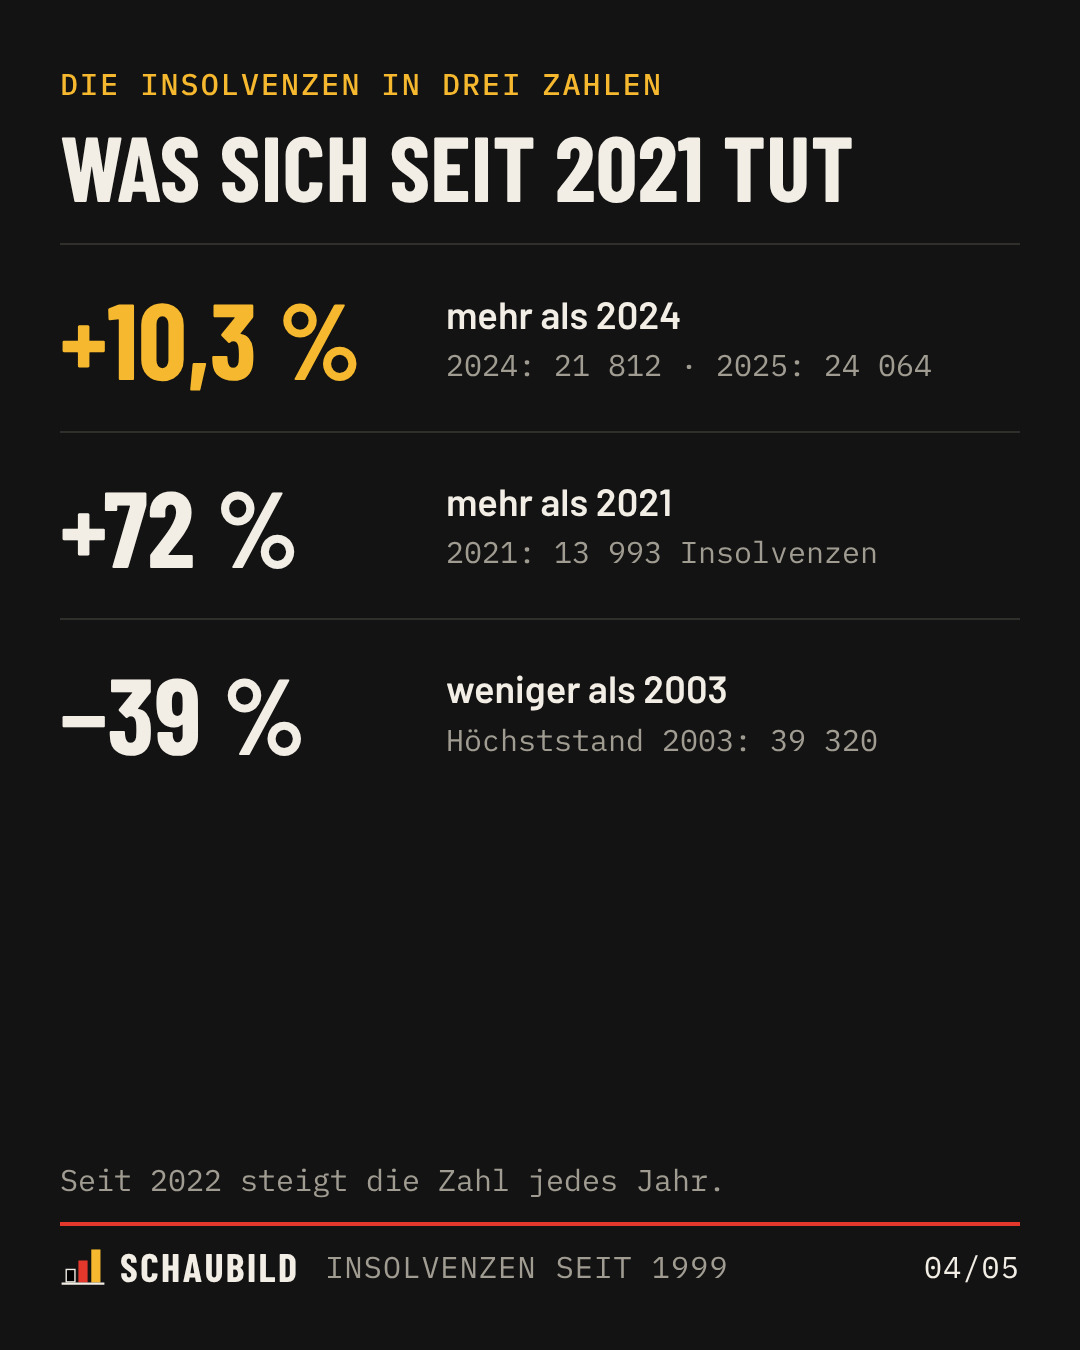 DIE INSOLVENZEN IN DREI ZAHLEN
WAS SICH SEIT 2021 TUT
+10,3 %
mehr als 2024
2024: 21 812 · 2025: 24 064
+72 %
mehr als 2021
2021: 13 993 Insolvenzen
−39 %
weniger als 2003
Höchststand 2003: 39 320
Seit 2022 steigt die Zahl jedes Jahr.
SCHAUBILD INSOLVENZEN SEIT 1999 04/05